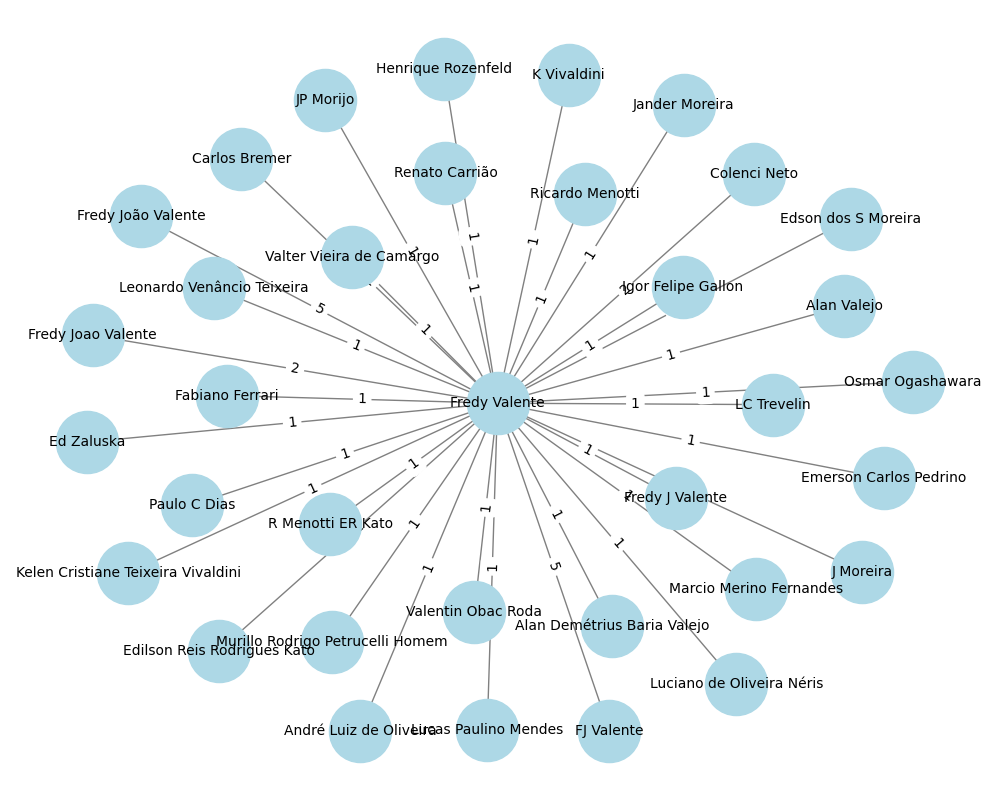 Henrique Rozenfeld
K Vivaldini
JP Morijo
Jander Moreira
Carlos Bremer
Renato Carrião
Colenci Neto
Ricardo Menotti
Fredy João Valente
Edson dos S Moreira
1
1
1
1
Valter Vieira de Camargo
Leonardo Venâncio Teixeira
1
2
Igor Felipe Gallon
1
5
Alan Valejo
Fredy Joao Valente
1
1
1
1
2
Osmar Ogashawara
Fabiano Ferrari
1
1
1
Fredy Valente
LC Trevelin
Ed Zaluska
1
1
1
1
1
Emerson Carlos Pedrino
1
Fredy J Valente
Paulo C Dias
1
1
R Menotti ER Kato
1
1
1
Kelen Cristiane Teixeira Vivaldini
1
1
5
J Moreira
Marcio Merino Fernandes
Valentin Obac Roda
Alan Demétrius Baria Valejo
Murillo Rodrigo Petrucelli Homem
Edilson Reis Rodrigues Kato
Luciano de Oliveira Néris
André Luiz de Oliveira
Lucas Paulino Mendes
FJ Valente